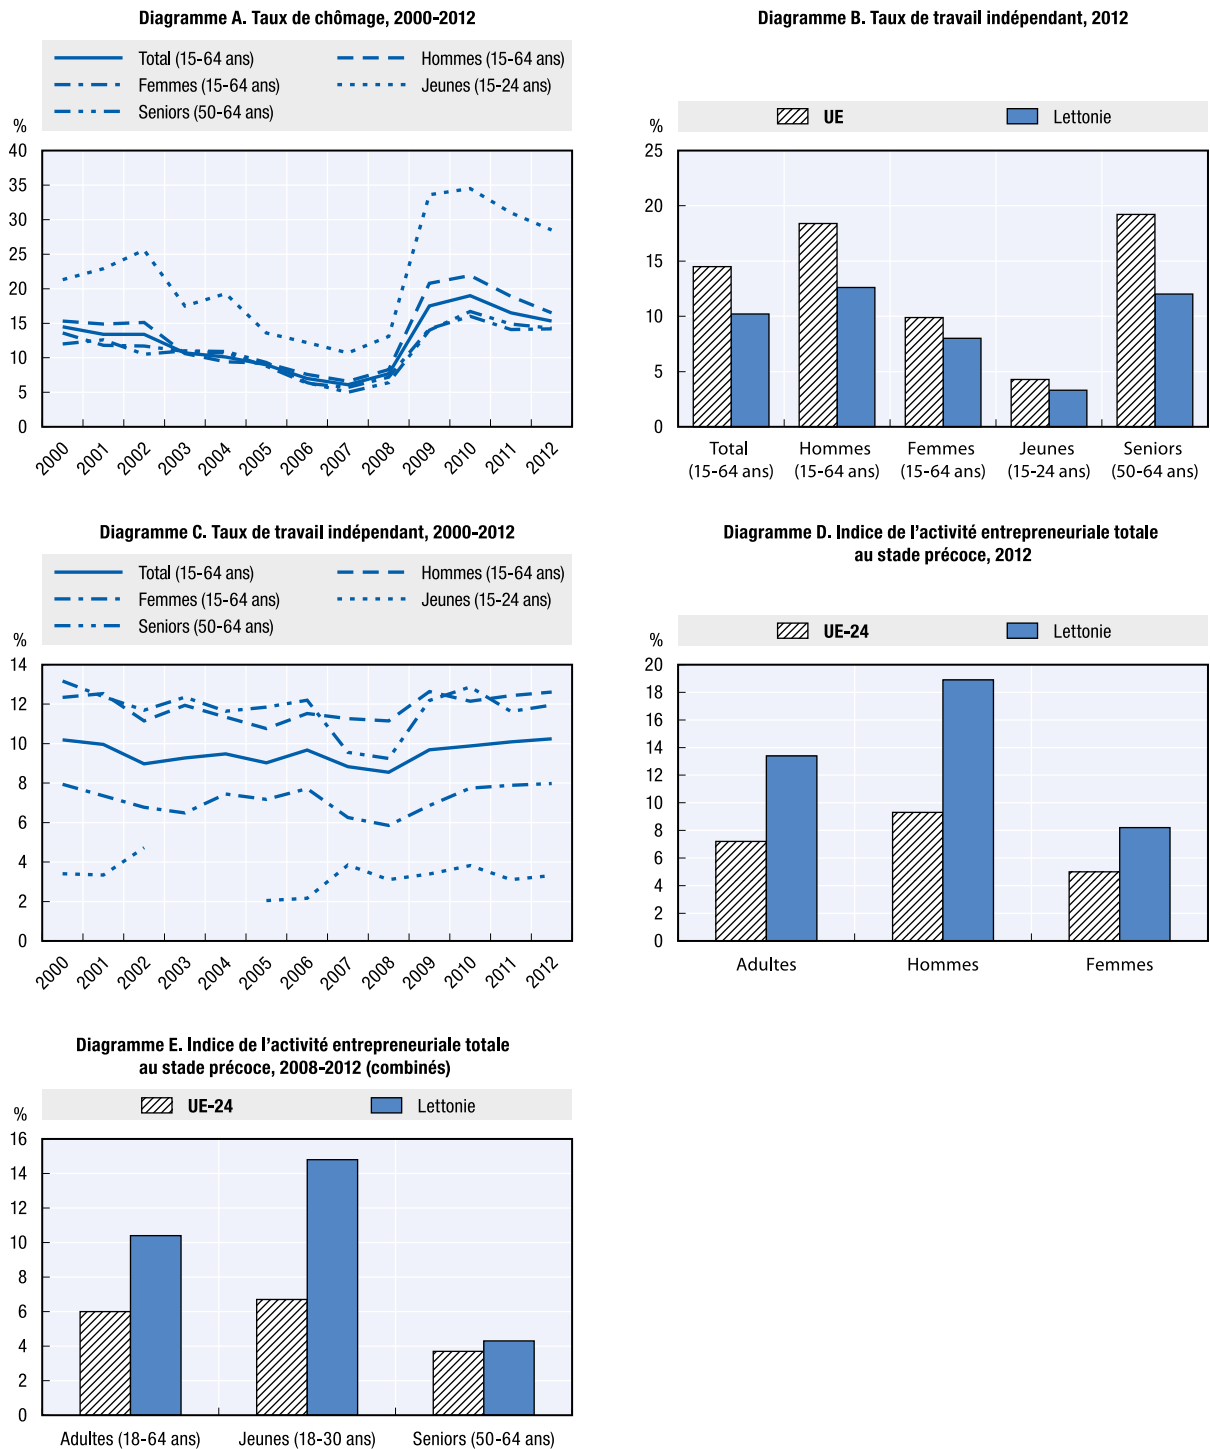 Diagramme A. Taux de chômage, 2000-2012
Total (15-64 ans)
Hommes (15-64 ans)
Femmes (15-64 ans)
Jeunes (15-24 ans)
Seniors (50-64 ans)
%
40
35
30
25
20
15
10
5
0
2000
2001
2002
2003
2004
2005
2006
2007
2008
2009
2010
2011
2012
Diagramme B. Taux de travail indépendant, 2012
UE
Lettonie
%
25
20
15
10
5
0
Total
(15-64 ans)
Hommes
(15-64 ans)
Femmes
(15-64 ans)
Jeunes
(15-24 ans)
Seniors
(50-64 ans)
Diagramme C. Taux de travail indépendant, 2000-2012
Total (15-64 ans)
Hommes (15-64 ans)
Femmes (15-64 ans)
Jeunes (15-24 ans)
Seniors (50-64 ans)
%
14
12
10
8
6
4
2
0
2000
2001
2002
2003
2004
2005
2006
2007
2008
2009
2010
2011
2012
Diagramme D. Indice de l’activité entrepreneuriale totale
au stade précoce, 2012
UE-24
Lettonie
%
20
18
16
14
12
10
8
6
4
2
0
Adultes
Hommes
Femmes
Diagramme E. Indice de l’activité entrepreneuriale totale
au stade précoce, 2008-2012 (combinés)
UE-24
Lettonie
%
16
14
12
10
8
6
4
2
0
Adultes (18-64 ans)
Jeunes (18-30 ans)
Seniors (50-64 ans)